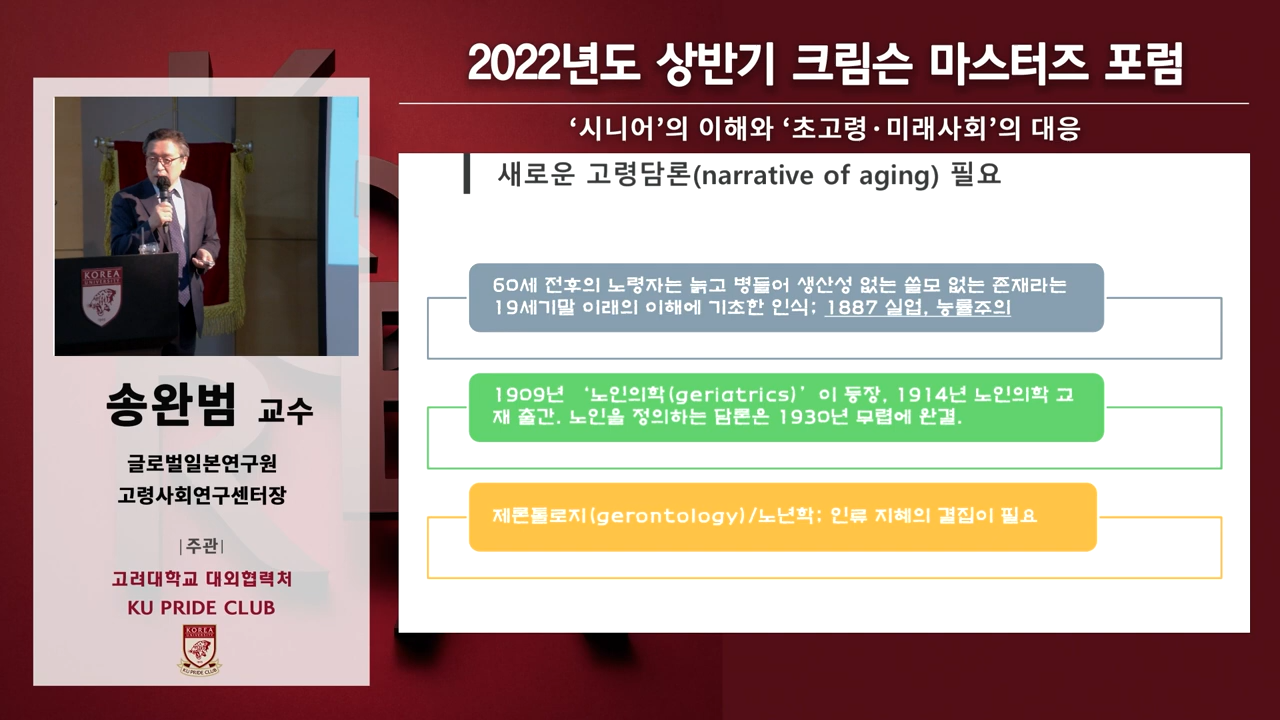 2022년도 상반기 크림슨 마스터즈 포럼
‘시니어’의 이해와 ‘초고령·미래사회’의 대응
새로운 고령담론(narrative of aging) 필요
60세 전후의 노령자는 늙고 병들어 생산성 없는 쓸모 없는 존재라는
19세기말 이래의 이해에 기초한 인식; 1887 실업, 능률주의
1909년 ‘노인의학(geriatrics)’이 등장, 1914년 노인의학 교
재 출간. 노인을 정의하는 담론은 1930년 무렵에 완결.
제론톨로지(gerontology)/노년학: 인류 지혜의 결집이 필요
KOREA
UNIVERSITY
송완범 교수
글로벌일본연구원
고령사회연구센터장
|주관|
고려대학교 대외협력처
KU PRIDE CLUB
KOREA
UNIVERSITY
KU PRIDE CLUB